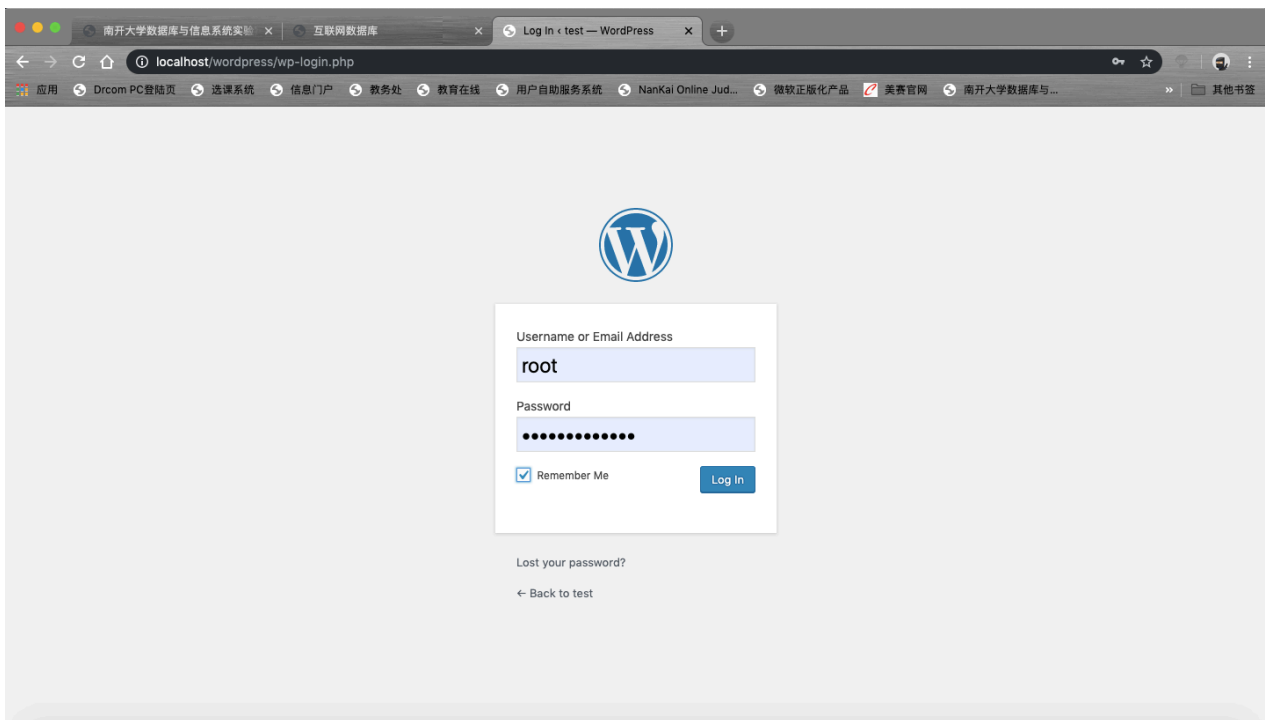 南开大学数据库与信息系统实验
互联网数据库
Log In ‹ test — WordPress
localhost/wordpress/wp-login.php
应用 Drcom PC登陆页 选课系统 信息门户 教务处 教育在线 用户自助服务系统 NanKai Online Jud... 微软正版化产品 美赛官网 南开大学数据库与... » 其他书签
Username or Email Address
root
Password
•••••••••••••
Remember Me
Log In
Lost your password?
← Back to test